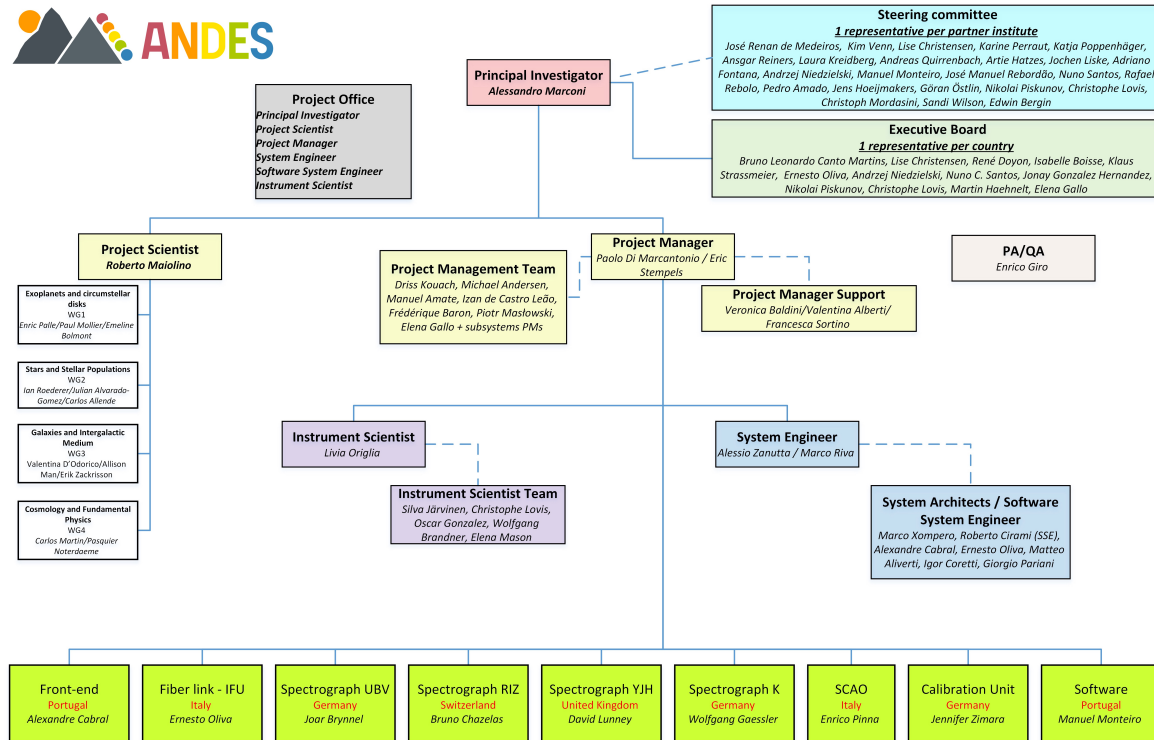 ANDES
Steering committee
1 representative per partner institute
José Renan de Medeiros, Kim Venn, Lise Christensen, Karine Perraut, Katja Poppenhäger,
Ansgar Reiners, Laura Kreidberg, Andreas Quirrenbach, Artie Hatzes, Jochen Liske, Adriano
Fontana, Andrzej Niedzielski, Manuel Monteiro, José Manuel Rebordão, Nuno Santos, Rafael
Rebolo, Pedro Amado, Jens Hoeijmakers, Göran Östlin, Nikolai Piskunov, Christophe Lovis,
Christoph Mordasini, Sandi Wilson, Edwin Bergin
Principal Investigator
Alessandro Marconi
Project Office
Principal Investigator
Project Scientist
Project Manager
System Engineer
Software System Engineer
Instrument Scientist
Executive Board
1 representative per country
Bruno Leonardo Canto Martins, Lise Christensen, René Doyon, Isabelle Boisse, Klaus
Strassmeier, Ernesto Oliva, Andrzej Niedzielski, Nuno C. Santos, Jonay Gonzalez Hernandez,
Nikolai Piskunov, Christophe Lovis, Martin Haehnelt, Elena Gallo
Project Scientist
Roberto Maiolino
Project Manager
Paolo Di Marcantonio / Eric
Stempels
PA/QA
Enrico Giro
Project Management Team
Driss Kouach, Michael Andersen,
Manuel Amate, Izan de Castro Leão,
Frédérique Baron, Piotr Masłowski,
Elena Gallo + subsystems PMs
Project Manager Support
Veronica Baldini/Valentina Alberti/
Francesca Sortino
Exoplanets and circumstellar
disks
WG1
Enric Palle/Paul Mollier/Emeline
Bolmont
Stars and Stellar Populations
WG2
Ian Roederer/Julian Alvarado-
Gomez/Carlos Allende
Galaxies and Intergalactic
Medium
WG3
Valentina D'Odorico/Allison
Man/Erik Zackrisson
Cosmology and Fundamental
Physics
WG4
Carlos Martin/Pasquier
Noterdaeme
Instrument Scientist
Livia Origlia
System Engineer
Alessio Zanutta / Marco Riva
Instrument Scientist Team
Silva Järvinen, Christophe Lovis,
Oscar Gonzalez, Wolfgang
Brandner, Elena Mason
System Architects / Software
System Engineer
Marco Xompero, Roberto Cirami (SSE),
Alexandre Cabral, Ernesto Oliva, Matteo
Aliverti, Igor Coretti, Giorgio Pariani
Front-end
Portugal
Alexandre Cabral
Fiber link - IFU
Italy
Ernesto Oliva
Spectrograph UBV
Germany
Joar Brynnel
Spectrograph RIZ
Switzerland
Bruno Chazelas
Spectrograph YJH
United Kingdom
David Lunney
Spectrograph K
Germany
Wolfgang Gaessler
SCAO
Italy
Enrico Pinna
Calibration Unit
Germany
Jennifer Zimara
Software
Portugal
Manuel Monteiro